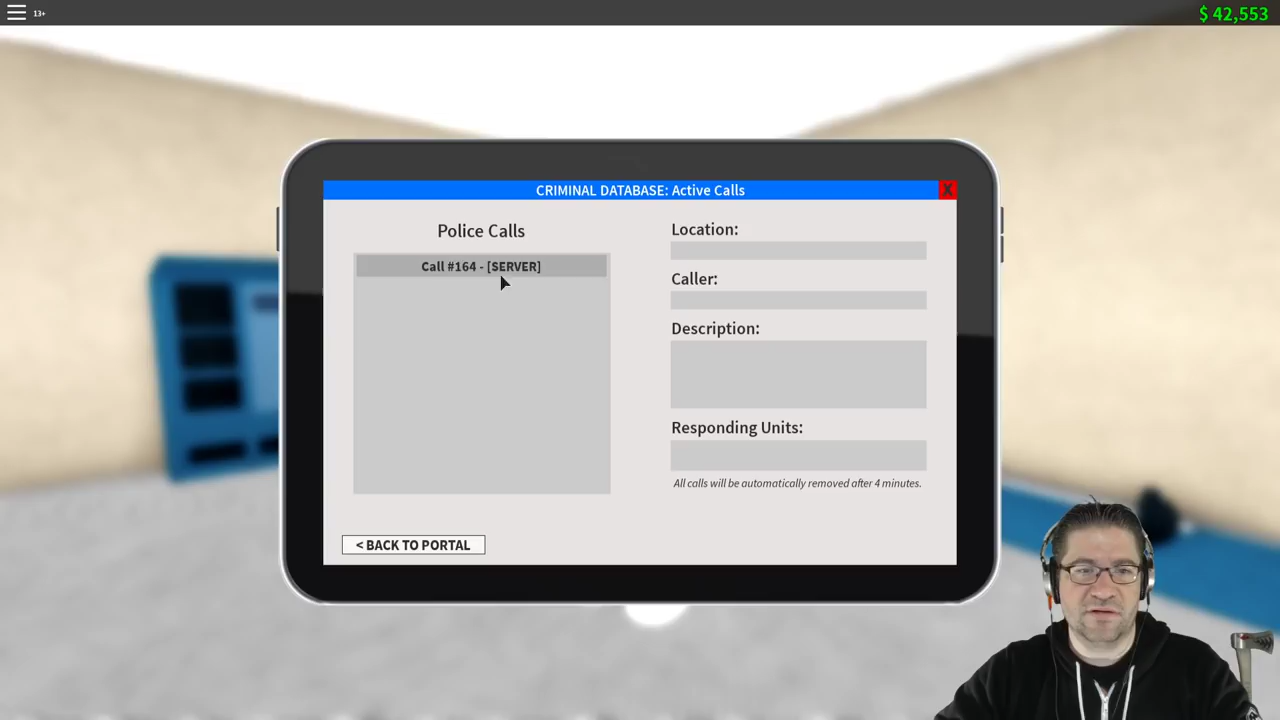 13+
$ 42,553
CRIMINAL DATABASE: Active Calls
X
Police Calls
Call #164 - [SERVER]
< BACK TO PORTAL
Location:
Caller:
Description:
Responding Units:
All calls will be automatically removed after 4 minutes.